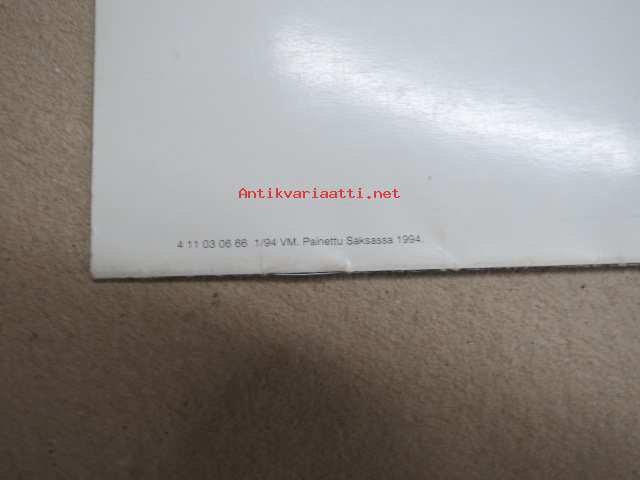 Antikvariaatti.net
4 11 03 06 66 1/94 VM. Painettu Saksassa 1994.